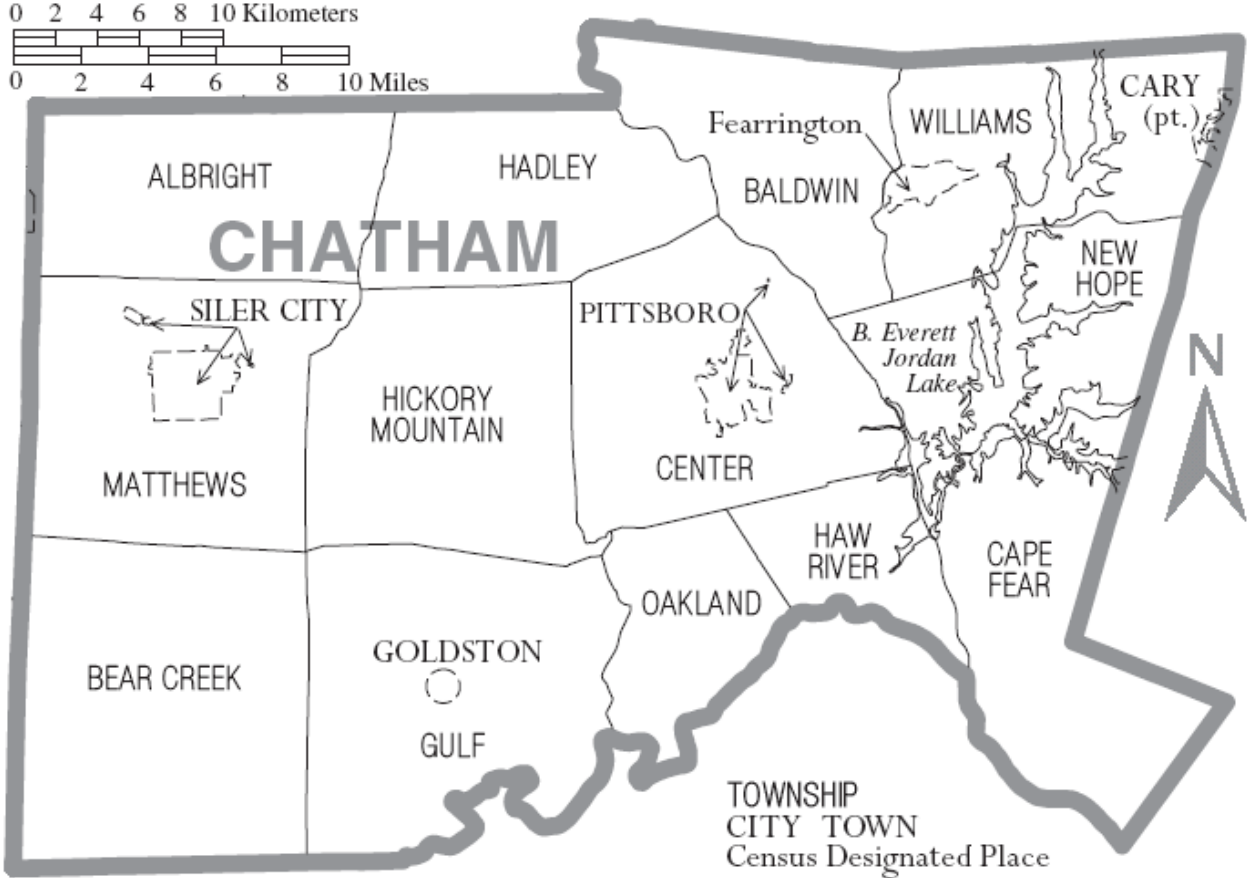 0 2 4 6 8 10 Kilometers
0 2 4 6 8 10 Miles
CARY
(pt.)
WILLIAMS
Fearrington
ALBRIGHT
HADLEY
BALDWIN
CHATHAM
NEW
HOPE
SILER CITY
PITTSBORO
B. Everett
Jordan
Lake
N
HICKORY
MOUNTAIN
MATTHEWS
CENTER
HAW
RIVER
CAPE
FEAR
OAKLAND
GOLDSTON
BEAR CREEK
GULF
TOWNSHIP
CITY TOWN
Census Designated Place